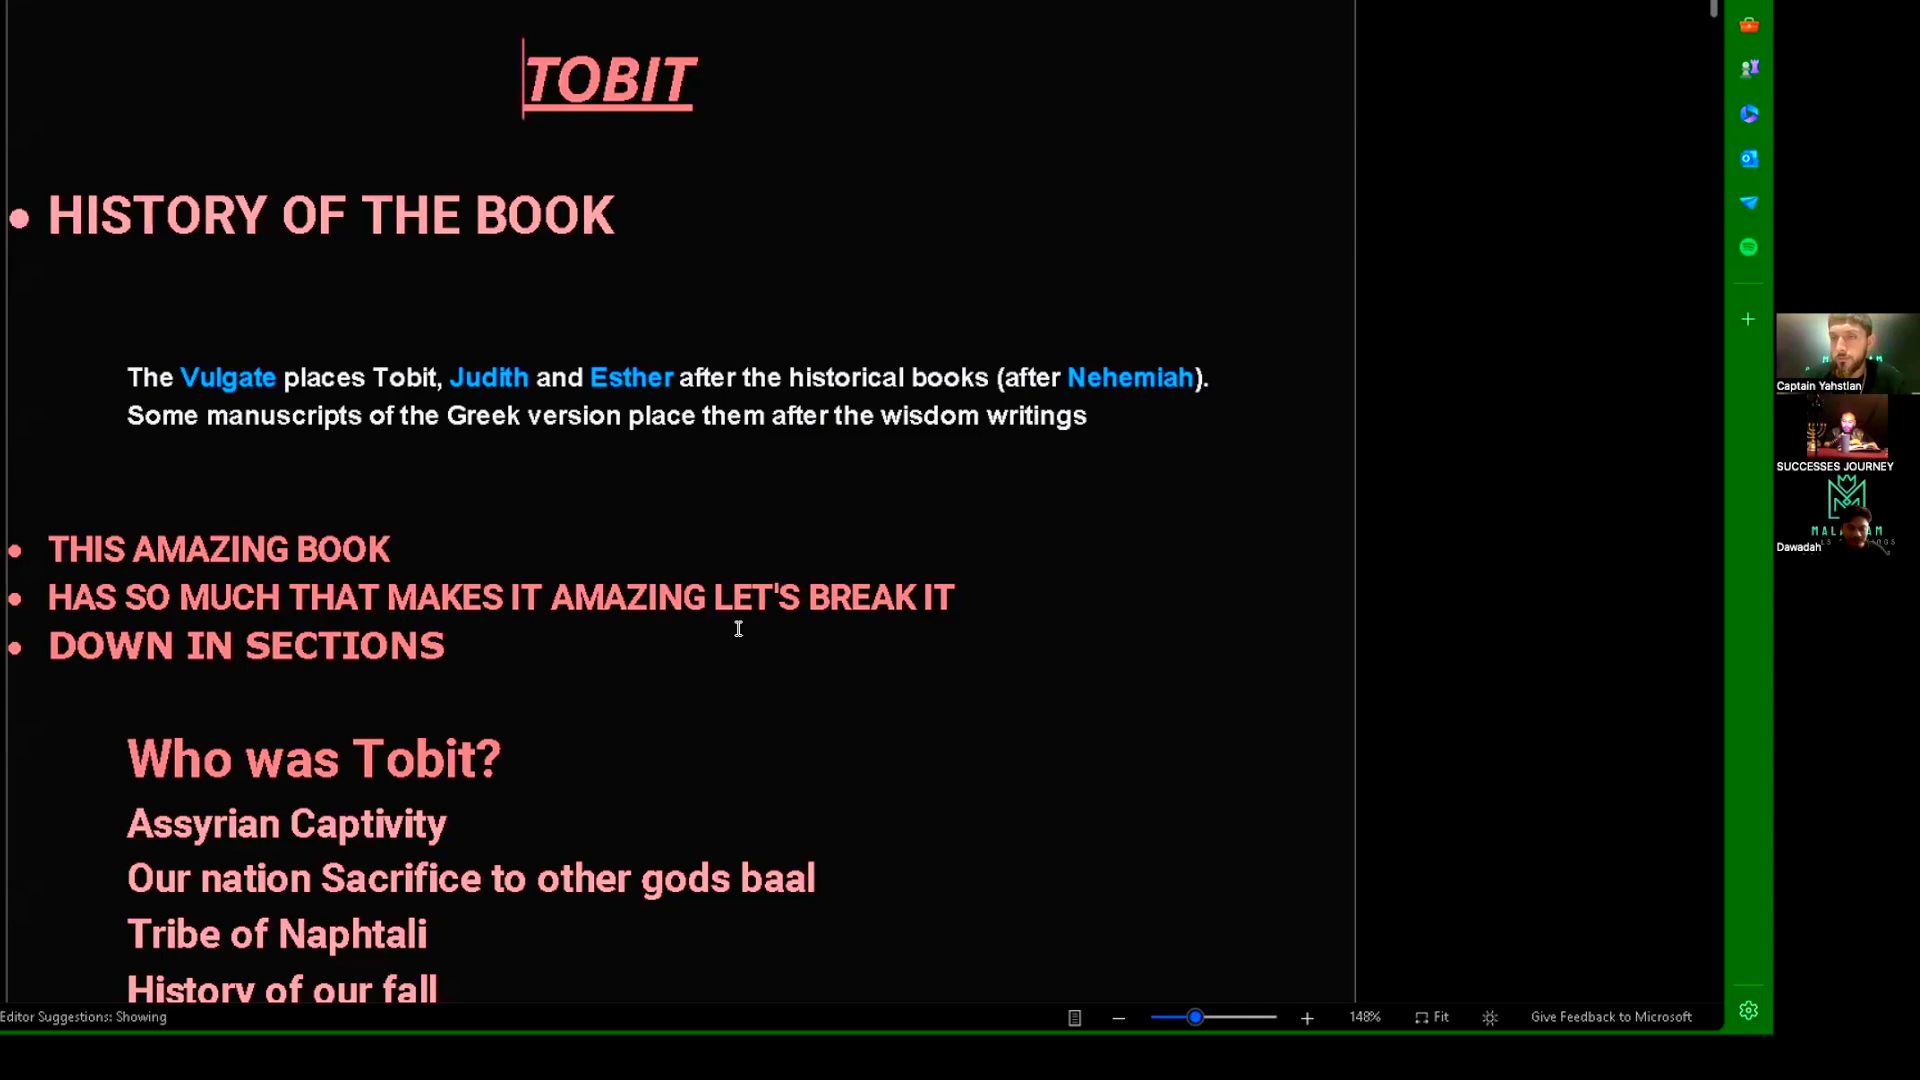 TOBIT
• HISTORY OF THE BOOK
The Vulgate places Tobit, Judith and Esther after the historical books (after Nehemiah).
Some manuscripts of the Greek version place them after the wisdom writings
• THIS AMAZING BOOK
• HAS SO MUCH THAT MAKES IT AMAZING LET'S BREAK IT
• DOWN IN SECTIONS
Who was Tobit?
Assyrian Captivity
Our nation Sacrifice to other gods baal
Tribe of Naphtali
History of our fall
Editor Suggestions: Showing
148%
Fit
Give Feedback to Microsoft
Captain Yahstian
SUCCESSES JOURNEY
Dawadah